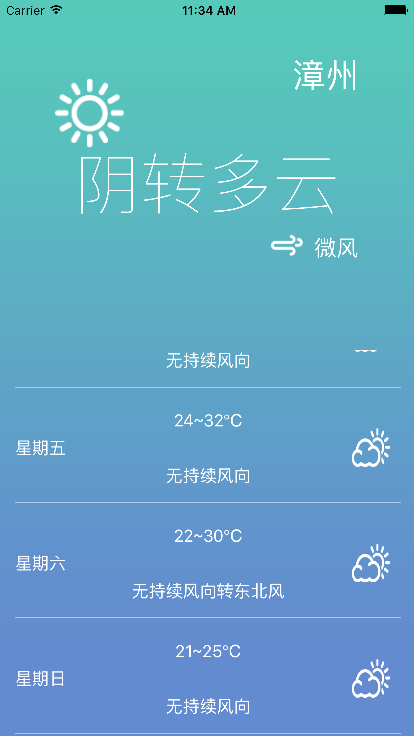 Carrier 11:34 AM
漳州
阴转多云
微风
无持续风向
24~32℃
星期五
无持续风向
22~30℃
星期六
无持续风向转东北风
21~25℃
星期日
无持续风向